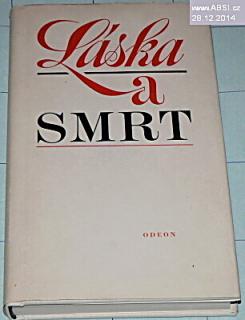 www.ABSI.cz
28.12.2014
Láska
a
SMRT
ODEON